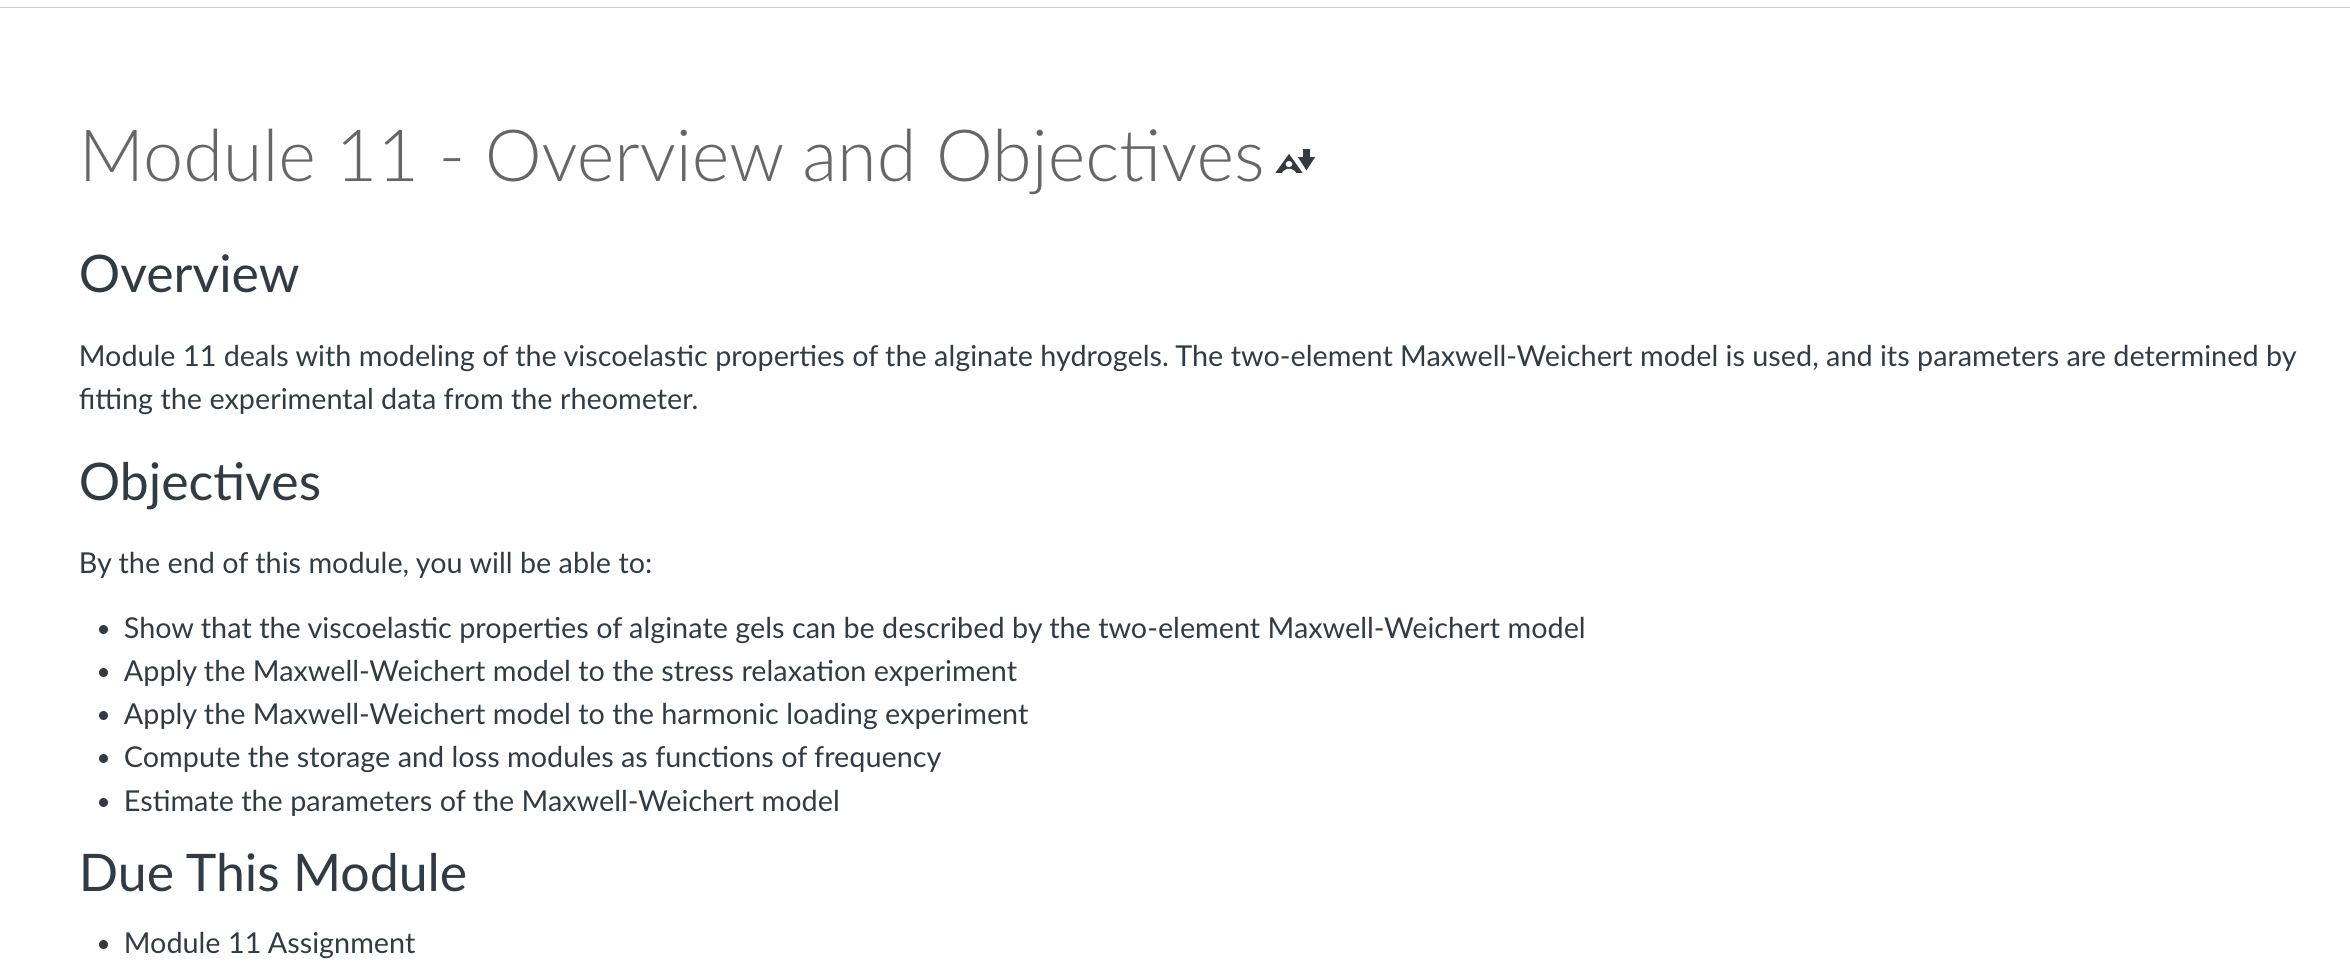 Module 11 - Overview and Objectives
Overview
Module 11 deals with modeling of the viscoelastic properties of the alginate hydrogels. The two-element Maxwell-Weichert model is used, and its parameters are determined by
fitting the experimental data from the rheometer.
Objectives
By the end of this module, you will be able to:
• Show that the viscoelastic properties of alginate gels can be described by the two-element Maxwell-Weichert model
• Apply the Maxwell-Weichert model to the stress relaxation experiment
• Apply the Maxwell-Weichert model to the harmonic loading experiment
• Compute the storage and loss modules as functions of frequency
• Estimate the parameters of the Maxwell-Weichert model
Due This Module
• Module 11 Assignment